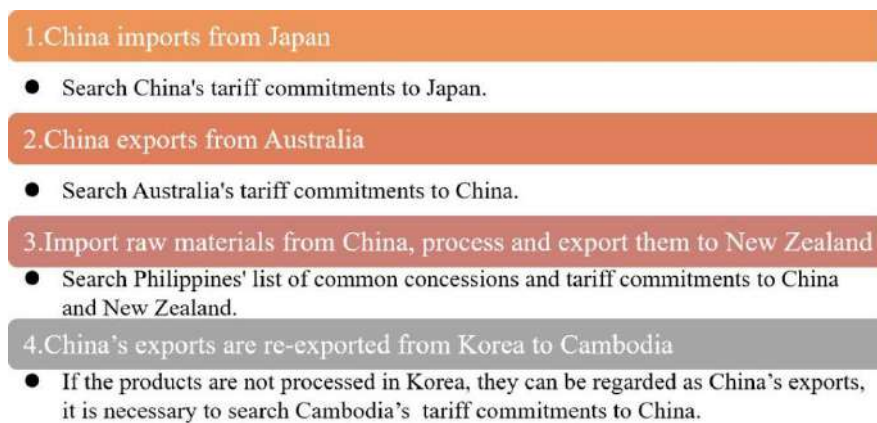 1.China imports from Japan
● Search China's tariff commitments to Japan.
2.China exports from Australia
● Search Australia's tariff commitments to China.
3.Import raw materials from China, process and export them to New Zealand
● Search Philippines' list of common concessions and tariff commitments to China
and New Zealand.
4.China’s exports are re-exported from Korea to Cambodia
● If the products are not processed in Korea, they can be regarded as China’s exports,
it is necessary to search Cambodia’s tariff commitments to China.